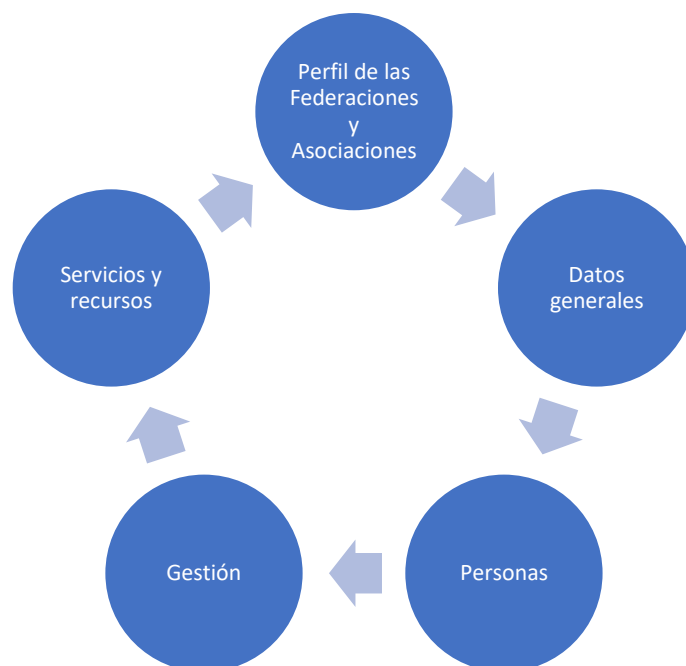 Perfil de las
Federaciones
y
Asociaciones
Datos
generales
Personas
Gestión
Servicios y
recursos